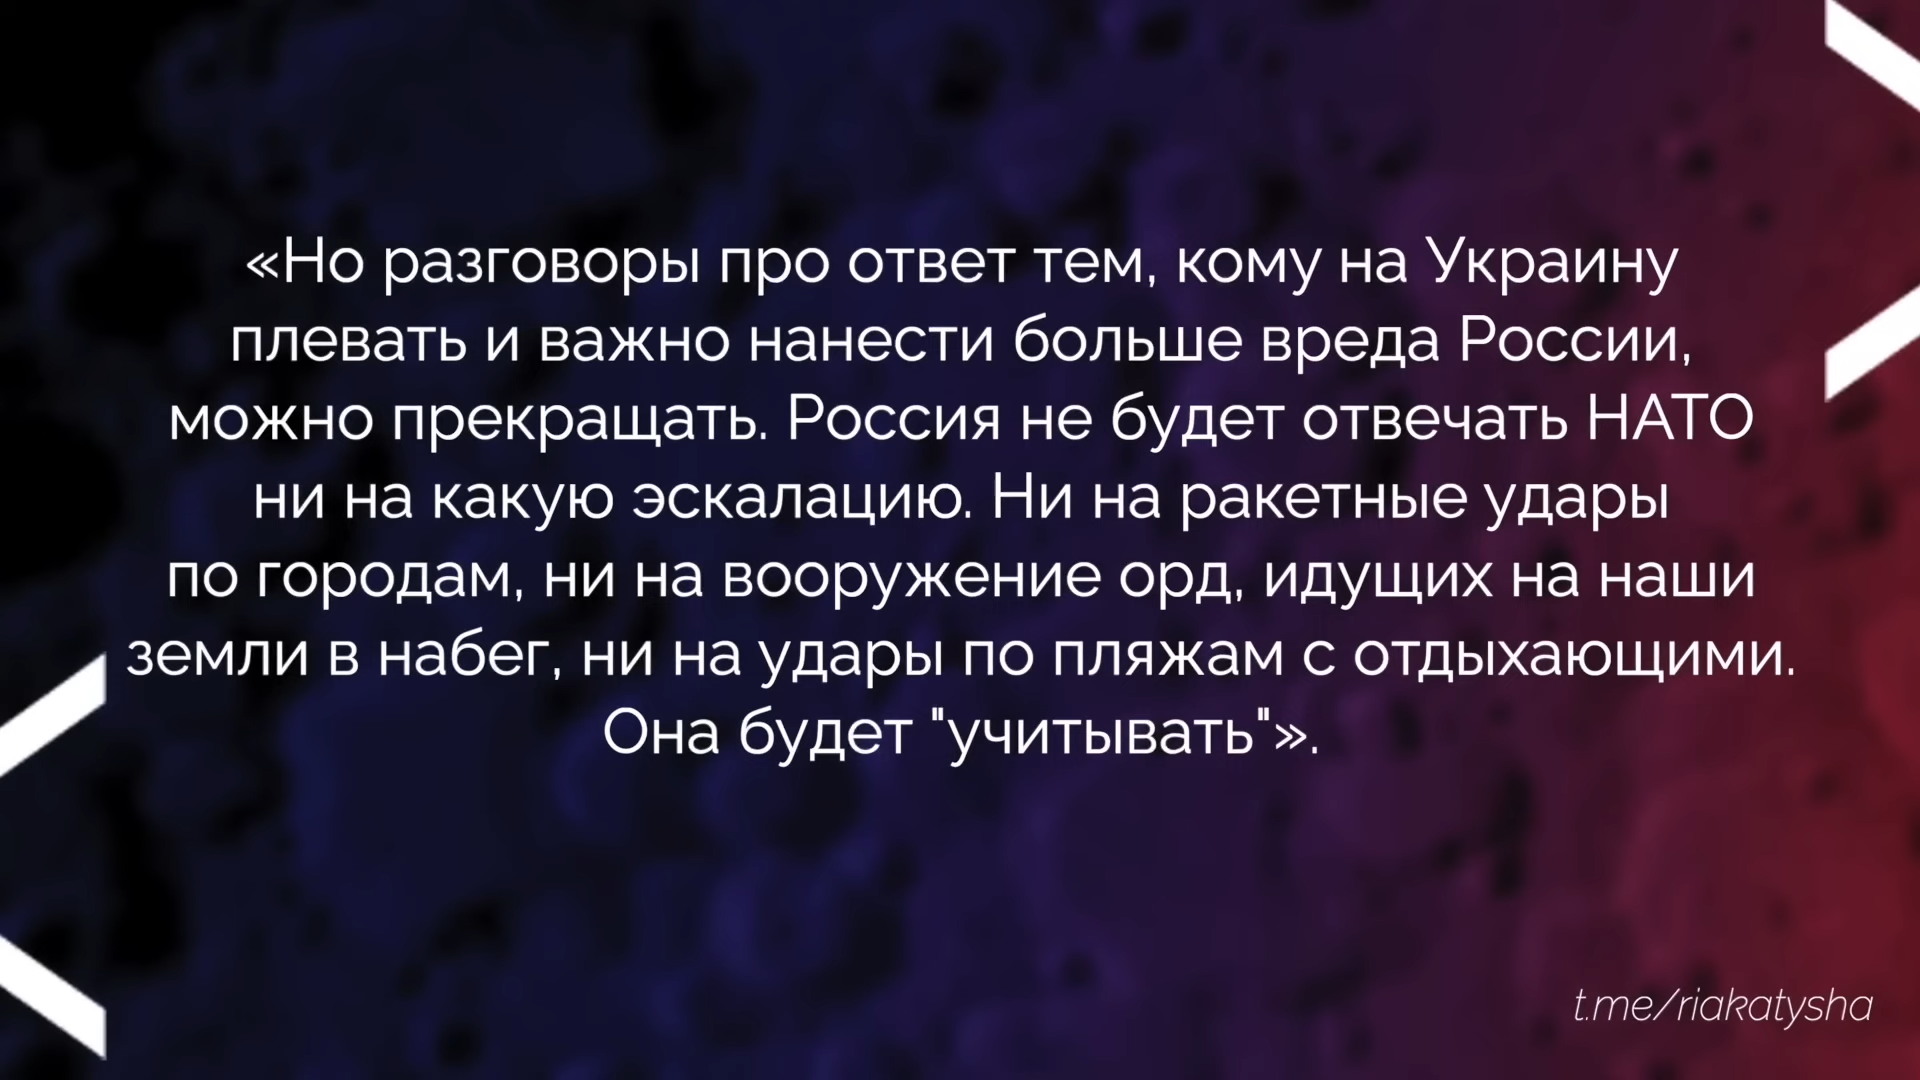 «Но разговоры про ответ тем, кому на Украину
плевать и важно нанести больше вреда России,
можно прекращать. Россия не будет отвечать НАТО
ни на какую эскалацию. Ни на ракетные удары
по городам, ни на вооружение орд, идущих на наши
земли в набег, ни на удары по пляжам с отдыхающими.
Она будет "учитывать"».
t.me/riakatysha